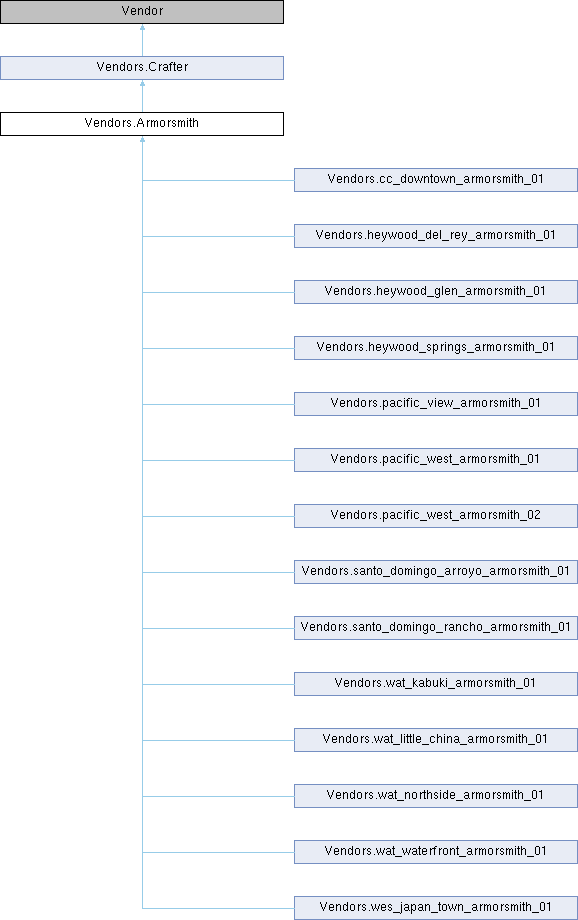 Vendor
Vendors.Crafter
Vendors.Armorsmith
Vendors.cc_downtown_armorsmith_01
Vendors.heywood_del_rey_armorsmith_01
Vendors.heywood_glen_armorsmith_01
Vendors.heywood_springs_armorsmith_01
Vendors.pacific_view_armorsmith_01
Vendors.pacific_west_armorsmith_01
Vendors.pacific_west_armorsmith_02
Vendors.santo_domingo_arroyo_armorsmith_01
Vendors.santo_domingo_rancho_armorsmith_01
Vendors.wat_kabuki_armorsmith_01
Vendors.wat_little_china_armorsmith_01
Vendors.wat_northside_armorsmith_01
Vendors.wat_waterfront_armorsmith_01
Vendors.wes_japan_town_armorsmith_01